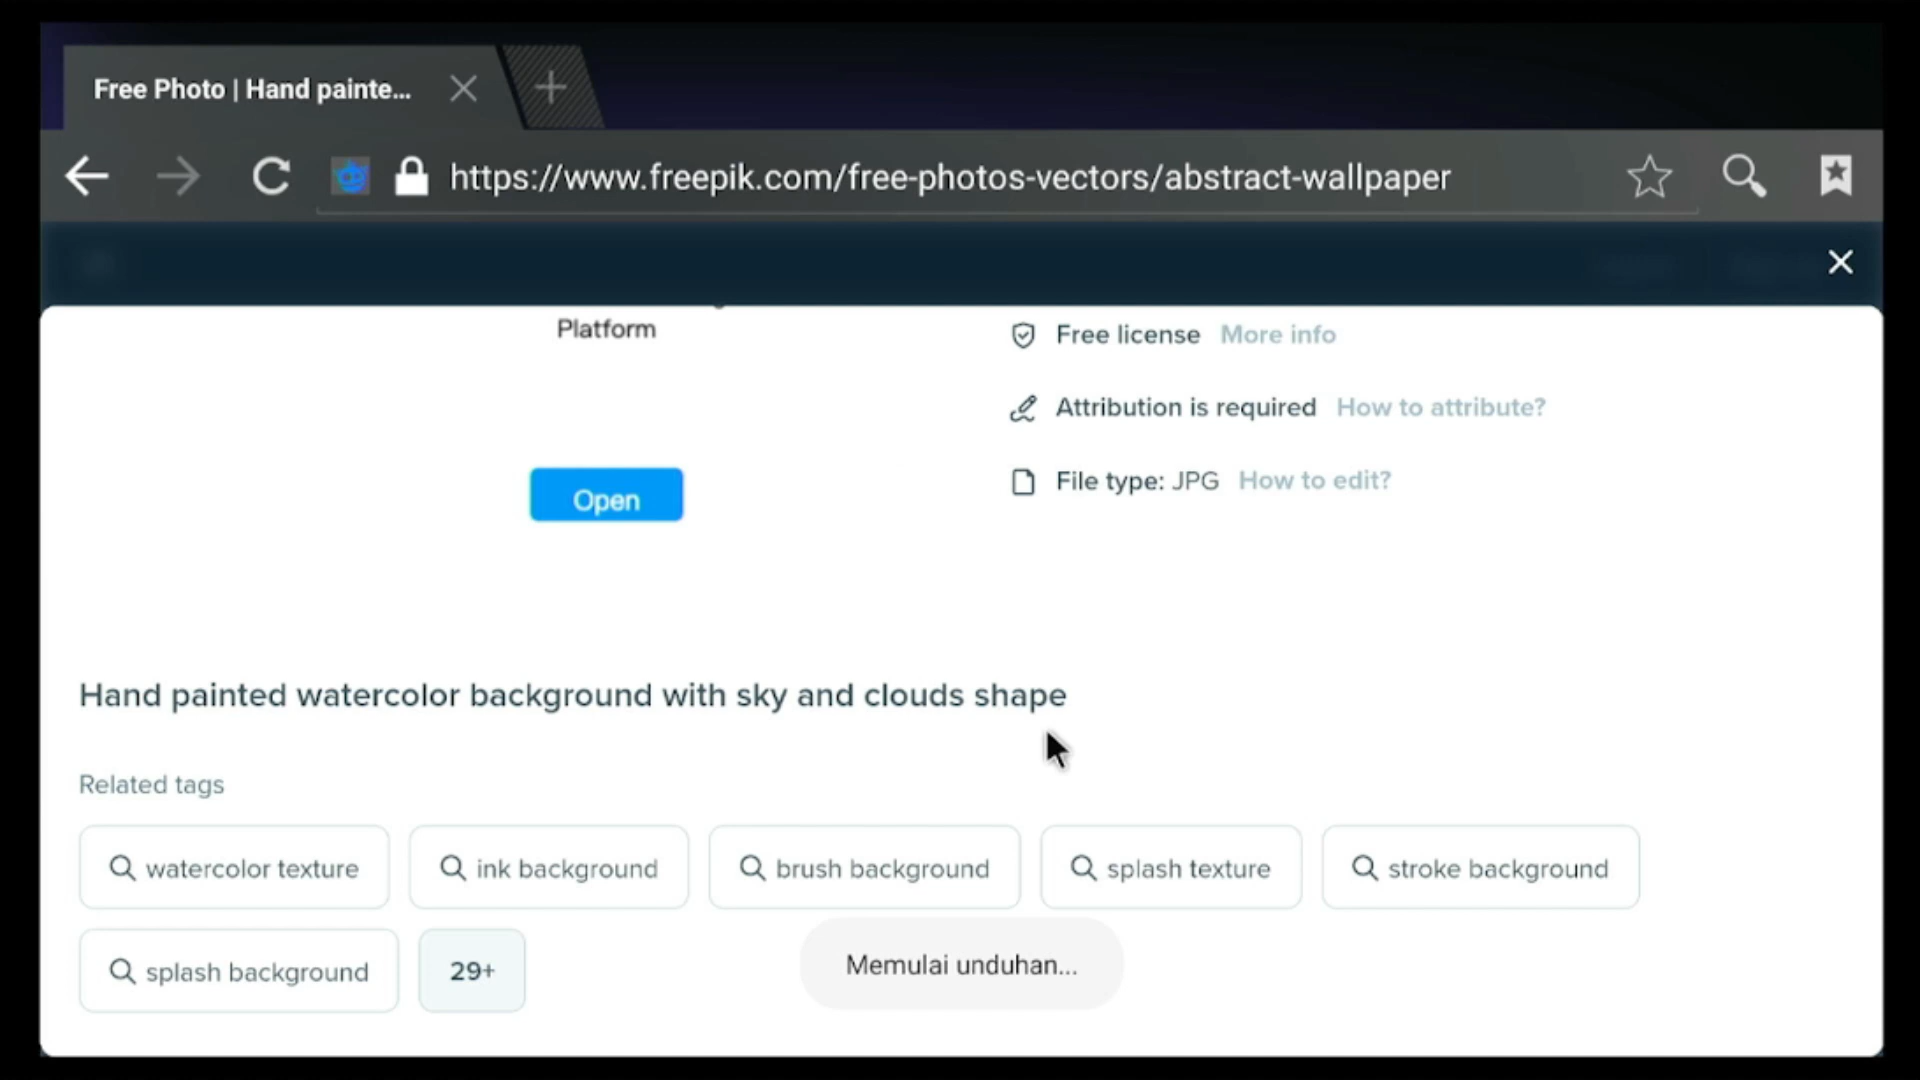 Free Photo | Hand painte...
https://www.freepik.com/free-photos-vectors/abstract-wallpaper
Platform
Open
Free license More info
Attribution is required How to attribute?
File type: JPG How to edit?
Hand painted watercolor background with sky and clouds shape
Related tags
watercolor texture
ink background
brush background
splash texture
stroke background
splash background
29+
Memulai unduhan...